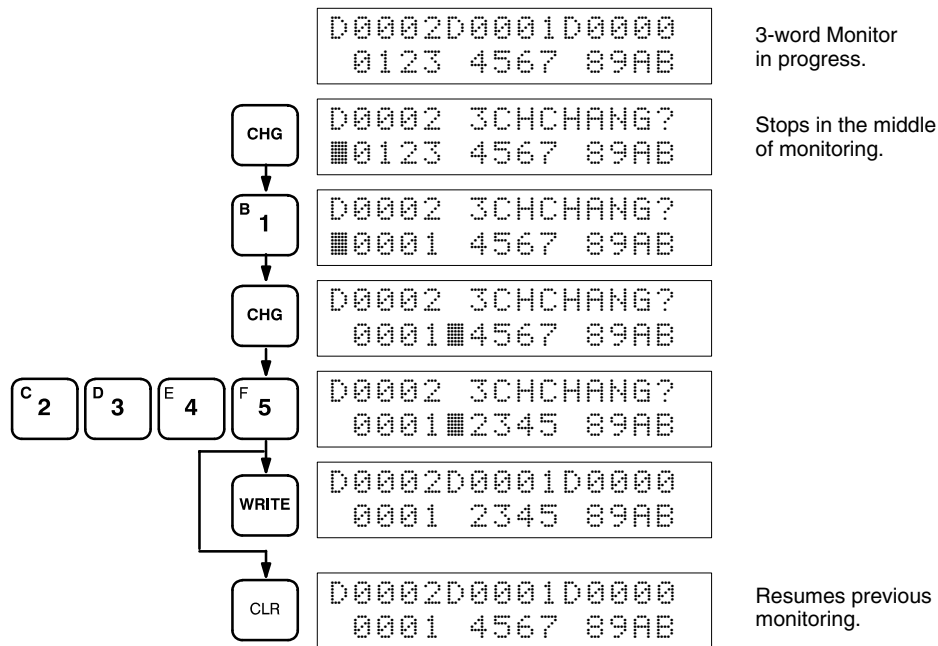 D0002D0001D0000
0123 4567 89AB
3-word Monitor
in progress.
CHG
D0002 3CHCHANG?
0123 4567 89AB
Stops in the middle
of monitoring.
B 1
D0002 3CHCHANG?
0001 4567 89AB
CHG
D0002 3CHCHANG?
0001 4567 89AB
C 2 D 3 E 4 F 5
D0002 3CHCHANG?
0001 2345 89AB
WRITE
D0002D0001D0000
0001 2345 89AB
CLR
D0002D0001D0000
0001 4567 89AB
Resumes previous
monitoring.